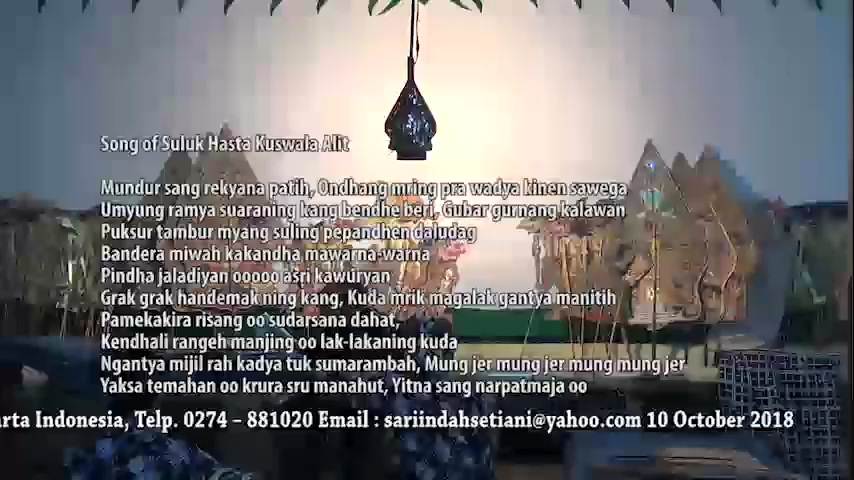 Song of Suluk Hasta Kuswala Alit
Mundur sang rekyana patih, Ondhang mring pra wadya kinen sawega
Umyung ramya suaraning kang bendhe beri, Gubar gurnang kalawan
Puksur tambur myang suling pepandhen daludag
Bandera miwah kakandha mawarna-warna
Pindha jaladiyan ooooo asri kawuryan
Grak grak handemak ning kang, Kuda mrik magalak gantya manitih
Pamekakira risang oo sudarsana dahat,
Kendhali rangeh manjing oo lak-lakaning kuda
Ngantya mijil rah kadya tuk sumarambah, Mung jer mung jer mung mung jer
Yaksa temahan oo krura sru manahut, Yitna sang narpatmaja oo
arta Indonesia, Telp. 0274 – 881020 Email : sariindahsetiani@yahoo.com 10 October 2018